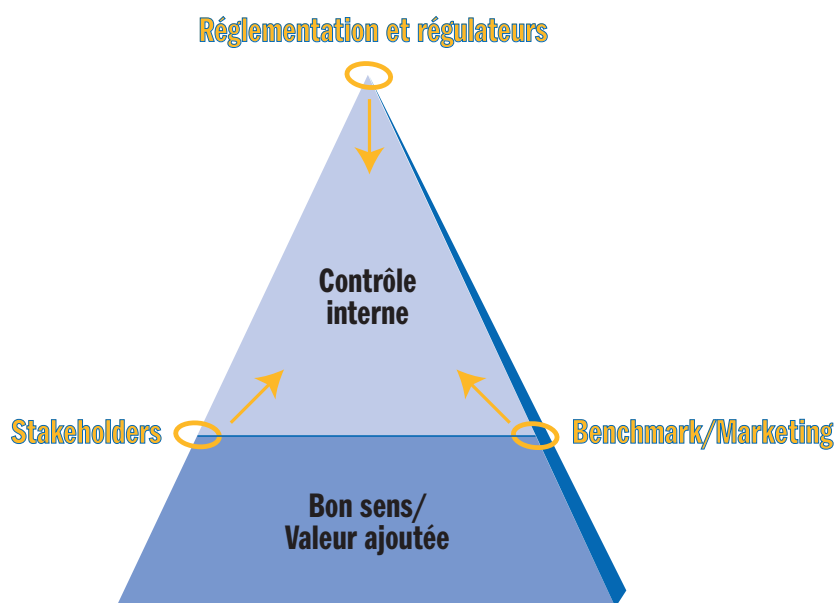 Réglementation et régulateurs
Contrôle
interne
Stakeholders
Benchmark/Marketing
Bon sens/
Valeur ajoutée